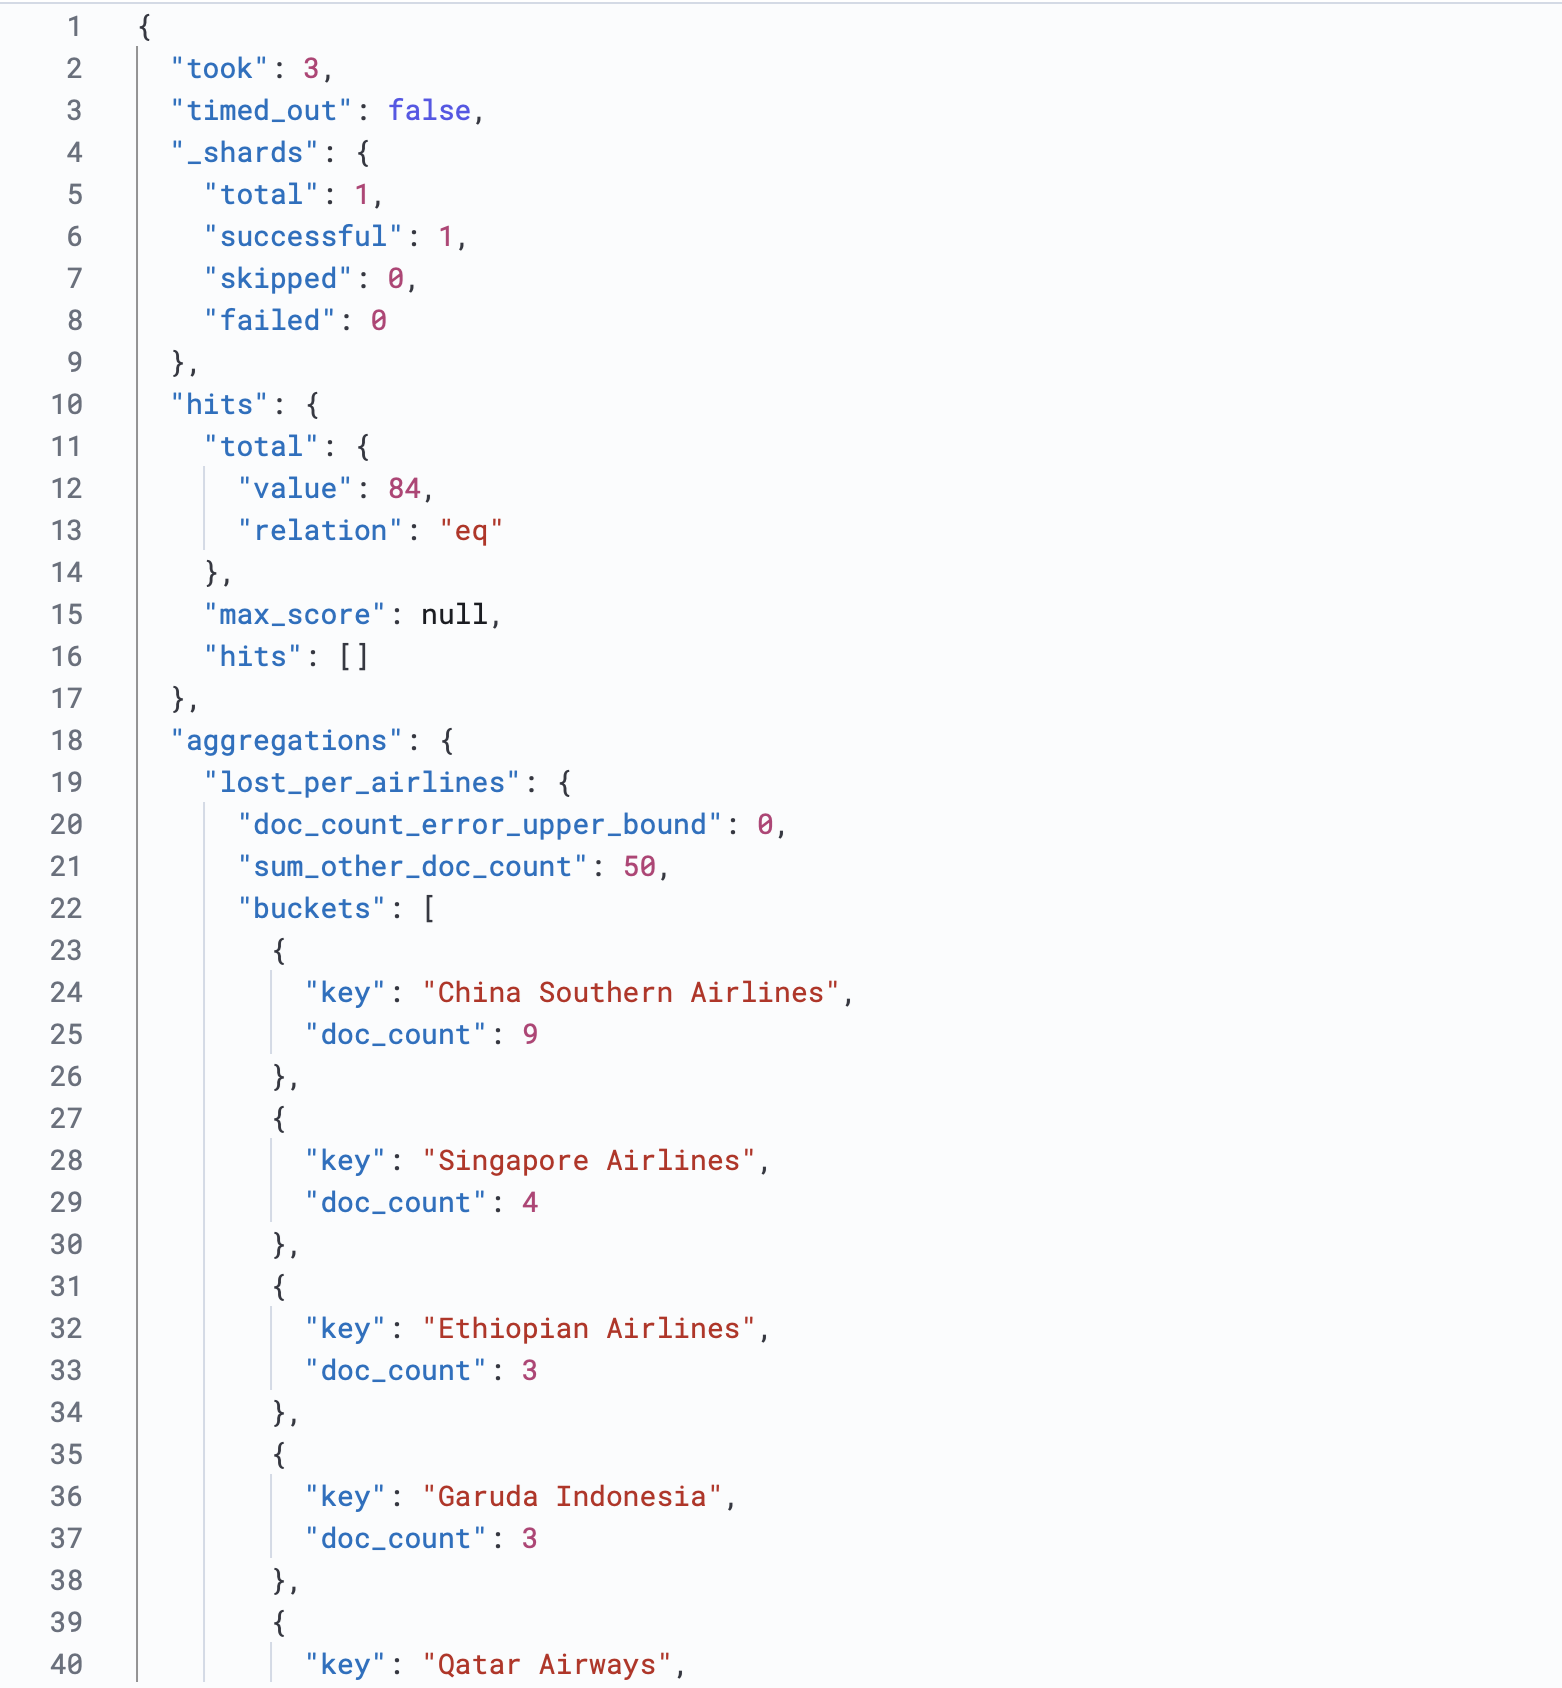 1 {
2 "took": 3,
3 "timed_out": false,
4 "_shards": {
5 "total": 1,
6 "successful": 1,
7 "skipped": 0,
8 "failed": 0
9 },
10 "hits": {
11 "total": {
12 "value": 84,
13 "relation": "eq"
14 },
15 "max_score": null,
16 "hits": []
17 },
18 "aggregations": {
19 "lost_per_airlines": {
20 "doc_count_error_upper_bound": 0,
21 "sum_other_doc_count": 50,
22 "buckets": [
23 {
24 "key": "China Southern Airlines",
25 "doc_count": 9
26 },
27 {
28 "key": "Singapore Airlines",
29 "doc_count": 4
30 },
31 {
32 "key": "Ethiopian Airlines",
33 "doc_count": 3
34 },
35 {
36 "key": "Garuda Indonesia",
37 "doc_count": 3
38 },
39 {
40 "key": "Qatar Airways",